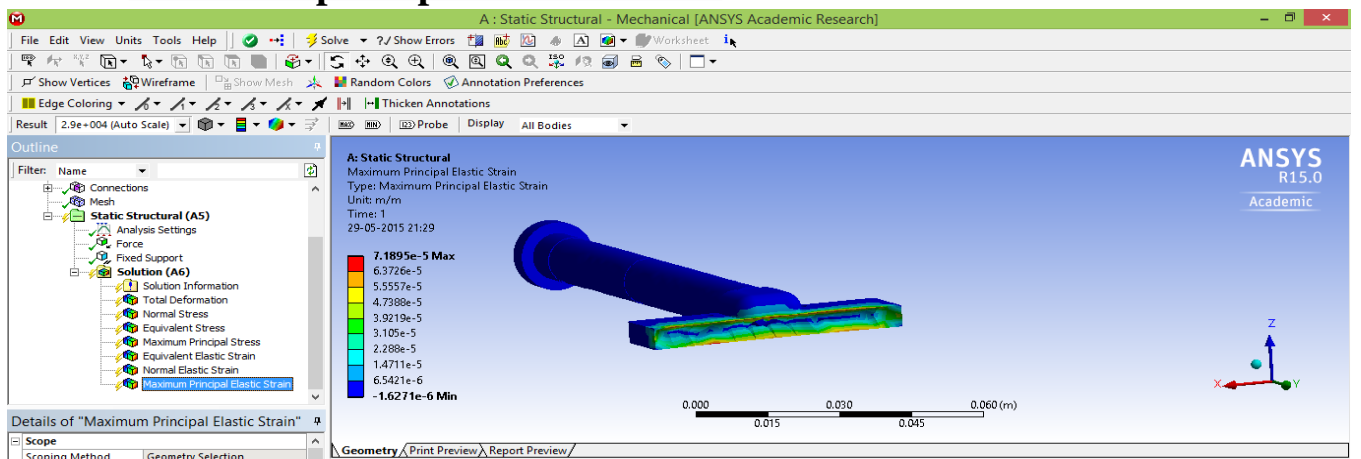 A : Static Structural - Mechanical [ANSYS Academic Research]
File Edit View Units Tools Help Solve ?/ Show Errors Worksheet
Show Vertices Wireframe Show Mesh Random Colors Annotation Preferences
Edge Coloring Thicken Annotations
Result 2.9e+004 (Auto Scale) MAX MIN Probe Display All Bodies
Outline
Filter: Name
Connections
Mesh
Static Structural (A5)
Analysis Settings
Force
Fixed Support
Solution (A6)
Solution Information
Total Deformation
Normal Stress
Equivalent Stress
Maximum Principal Stress
Equivalent Elastic Strain
Normal Elastic Strain
Maximum Principal Elastic Strain
Details of "Maximum Principal Elastic Strain"
Scope
Scoping Method Geometry Selection
A: Static Structural
Maximum Principal Elastic Strain
Type: Maximum Principal Elastic Strain
Unit: m/m
Time: 1
29-05-2015 21:29
7.1895e-5 Max
6.3726e-5
5.5557e-5
4.7388e-5
3.9219e-5
3.105e-5
2.288e-5
1.4711e-5
6.5421e-6
-1.6271e-6 Min
ANSYS
R15.0
Academic
Z
X Y
0.000 0.030 0.060 (m)
0.015 0.045
Geometry Print Preview Report Preview